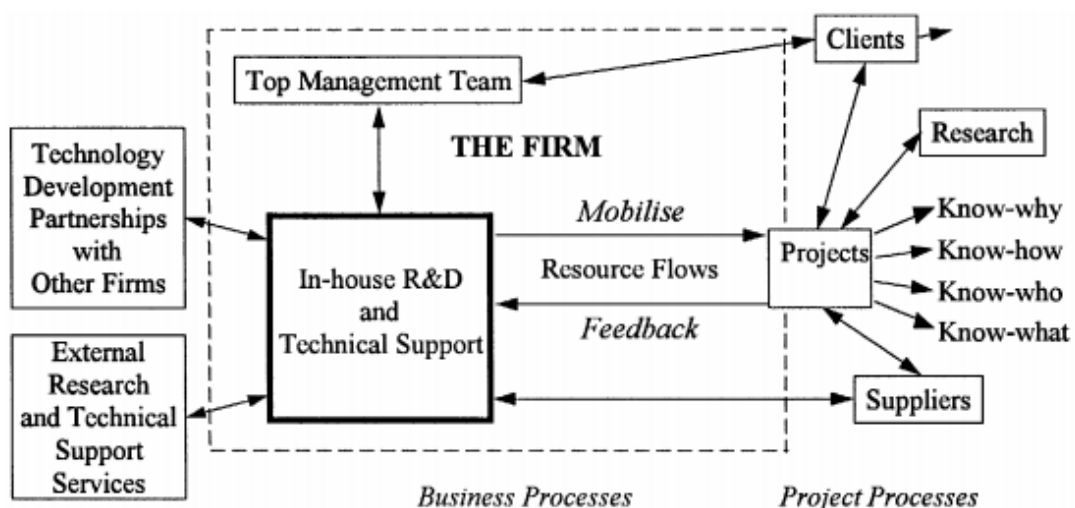 Clients
Top Management Team
THE FIRM
Research
Technology
Development
Partnerships
with
Other Firms
Mobilise
Know-why
Projects
Know-how
In-house R&D
and
Technical Support
Resource Flows
Know-who
Feedback
Know-what
External
Research
and Technical
Support
Services
Suppliers
Business Processes
Project Processes